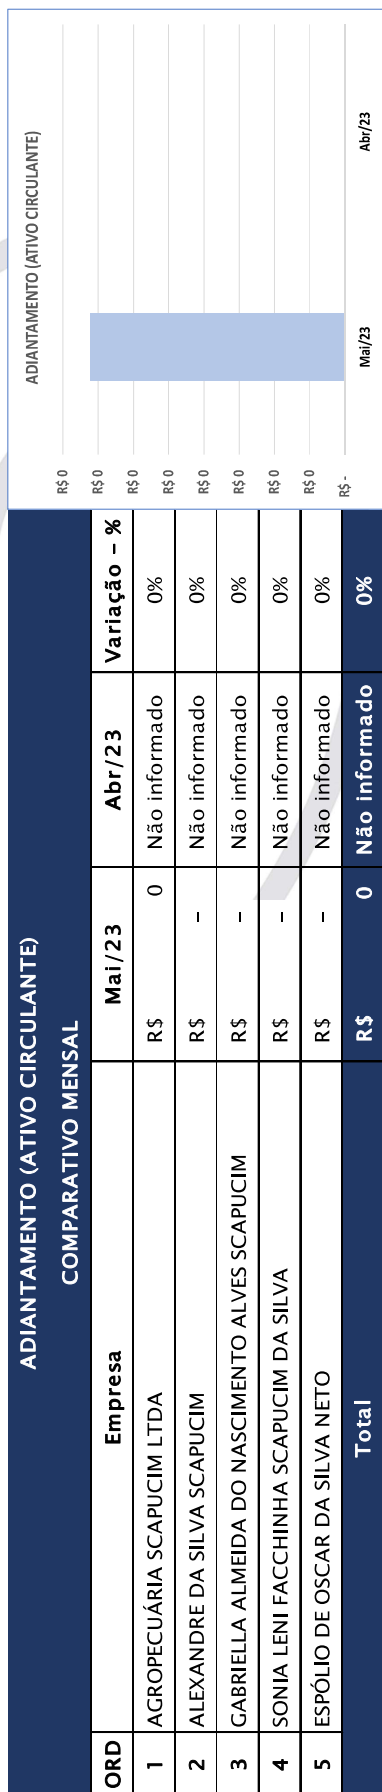 ADIANTAMENTO (ATIVO CIRCULANTE)
COMPARATIVO MENSAL
ORD Empresa Mai/23 Abr/23 Variação – %
1 AGROPECUÁRIA SCAPUCIM LTDA R$ 0 Não informado 0%
2 ALEXANDRE DA SILVA SCAPUCIM R$ – Não informado 0%
3 GABRIELLA ALMEIDA DO NASCIMENTO ALVES SCAPUCIM R$ – Não informado 0%
4 SONIA LENI FACCHINHA SCAPUCIM DA SILVA R$ – Não informado 0%
5 ESPÓLIO DE OSCAR DA SILVA NETO R$ – Não informado 0%
Total R$ 0 Não informado 0%
ADIANTAMENTO (ATIVO CIRCULANTE)
R$ 0
R$ 0
R$ 0
R$ 0
R$ 0
R$ 0
R$ 0
R$ 0
R$ -
Mai/23 Abr/23